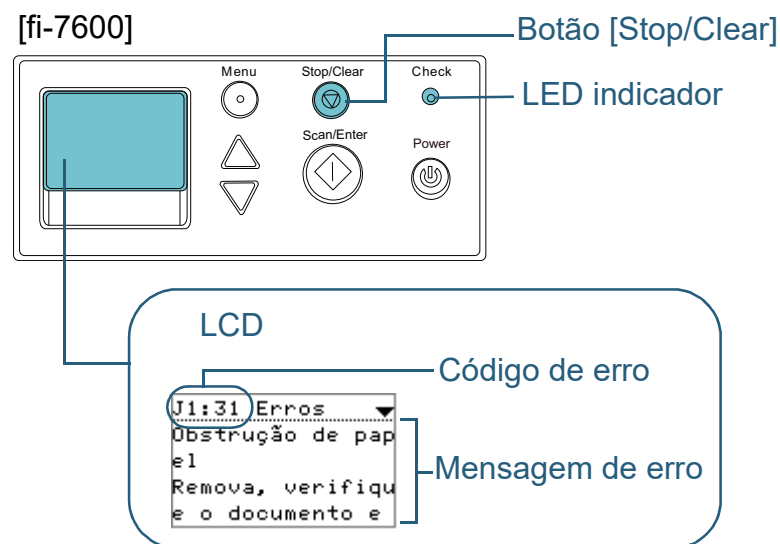 [fi-7600]
Botão [Stop/Clear]
Menu
Stop/Clear
Check
LED indicador
Scan/Enter
Power
LCD
Código de erro
J1:31 Erros
Obstrução de pap
el
Remova, verifiqu
e o documento e
Mensagem de erro